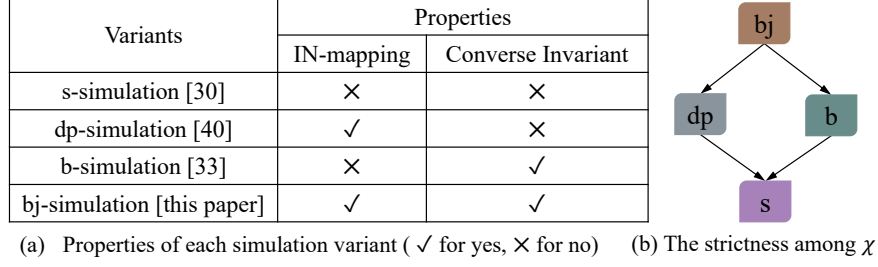 Variants Properties
IN-mapping Converse Invariant
s-simulation [30] × ×
dp-simulation [40] ✓ ×
b-simulation [33] × ✓
bj-simulation [this paper] ✓ ✓
(a) Properties of each simulation variant ( ✓ for yes, × for no)
bj
dp b
s
(b) The strictness among χ